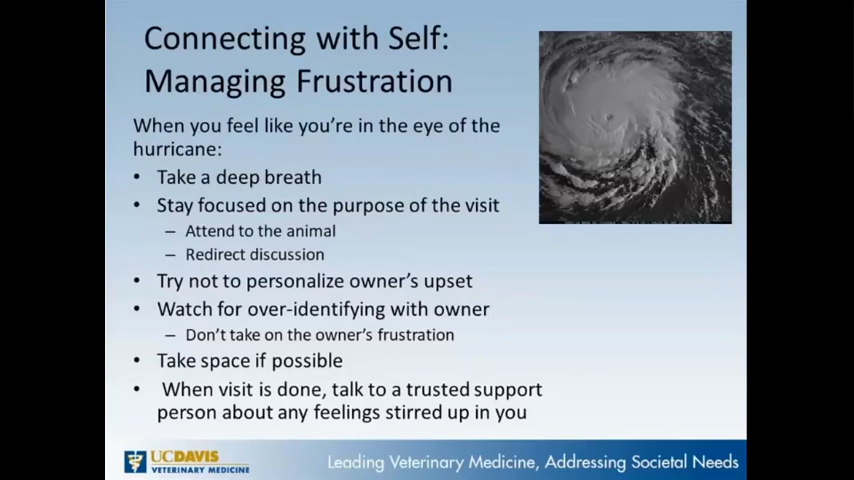 Connecting with Self:
Managing Frustration
When you feel like you're in the eye of the
hurricane:
• Take a deep breath
• Stay focused on the purpose of the visit
– Attend to the animal
– Redirect discussion
• Try not to personalize owner's upset
• Watch for over-identifying with owner
– Don't take on the owner's frustration
• Take space if possible
• When visit is done, talk to a trusted support
person about any feelings stirred up in you
UCDAVIS
VETERINARY MEDICINE
Leading Veterinary Medicine, Addressing Societal Needs